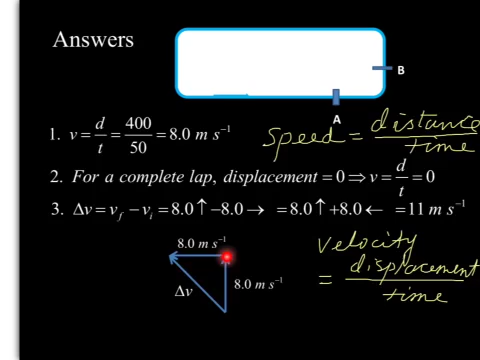 Answers
B
A
1. v = d/t = 400/50 = 8.0 m s⁻¹
speed = distance/time
2. For a complete lap, displacement = 0 ⇒ v = d/t = 0
3. Δv = v_f − v_i = 8.0 ↑ −8.0 → = 8.0 ↑ +8.0 ← = 11 m s⁻¹
velocity
= displacement/time
8.0 m s⁻¹
8.0 m s⁻¹
Δv